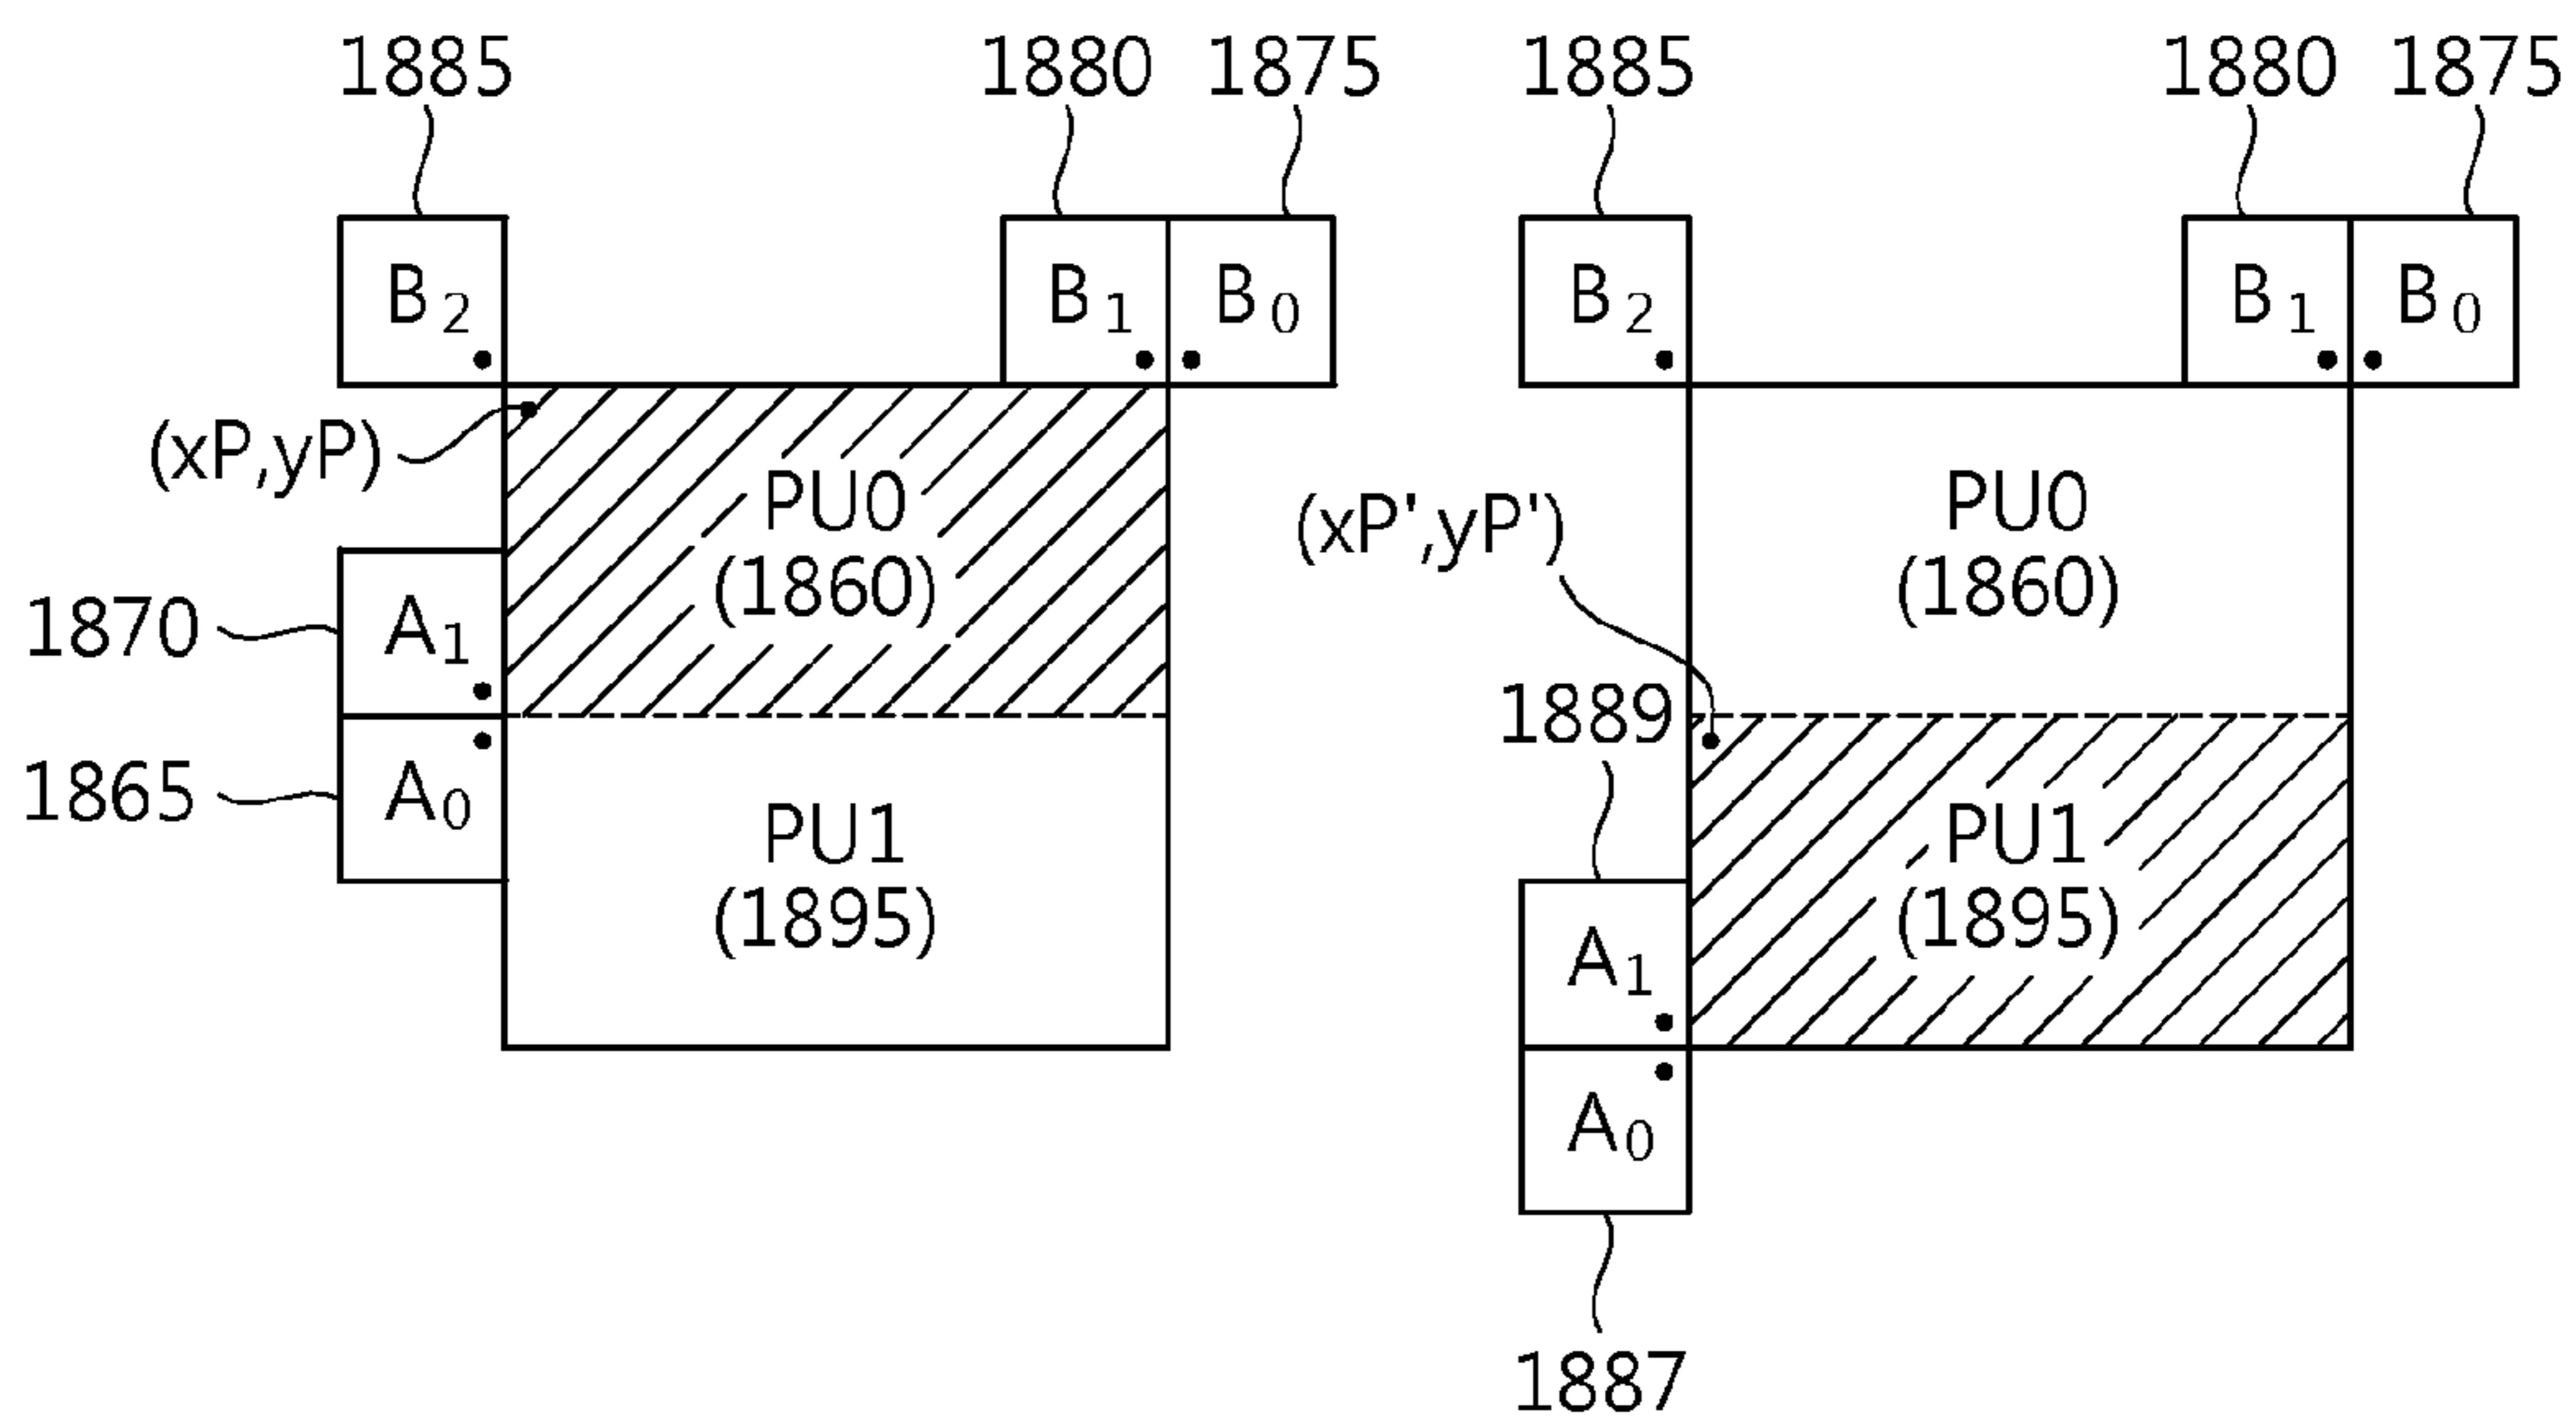 1885
1880
1875
B2
B1
B0
(xP,yP)
PU0
(1860)
1870
A1
1865
A0
PU1
(1895)
1885
1880
1875
B2
B1
B0
PU0
(1860)
(xP',yP')
1889
PU1
(1895)
A1
A0
1887